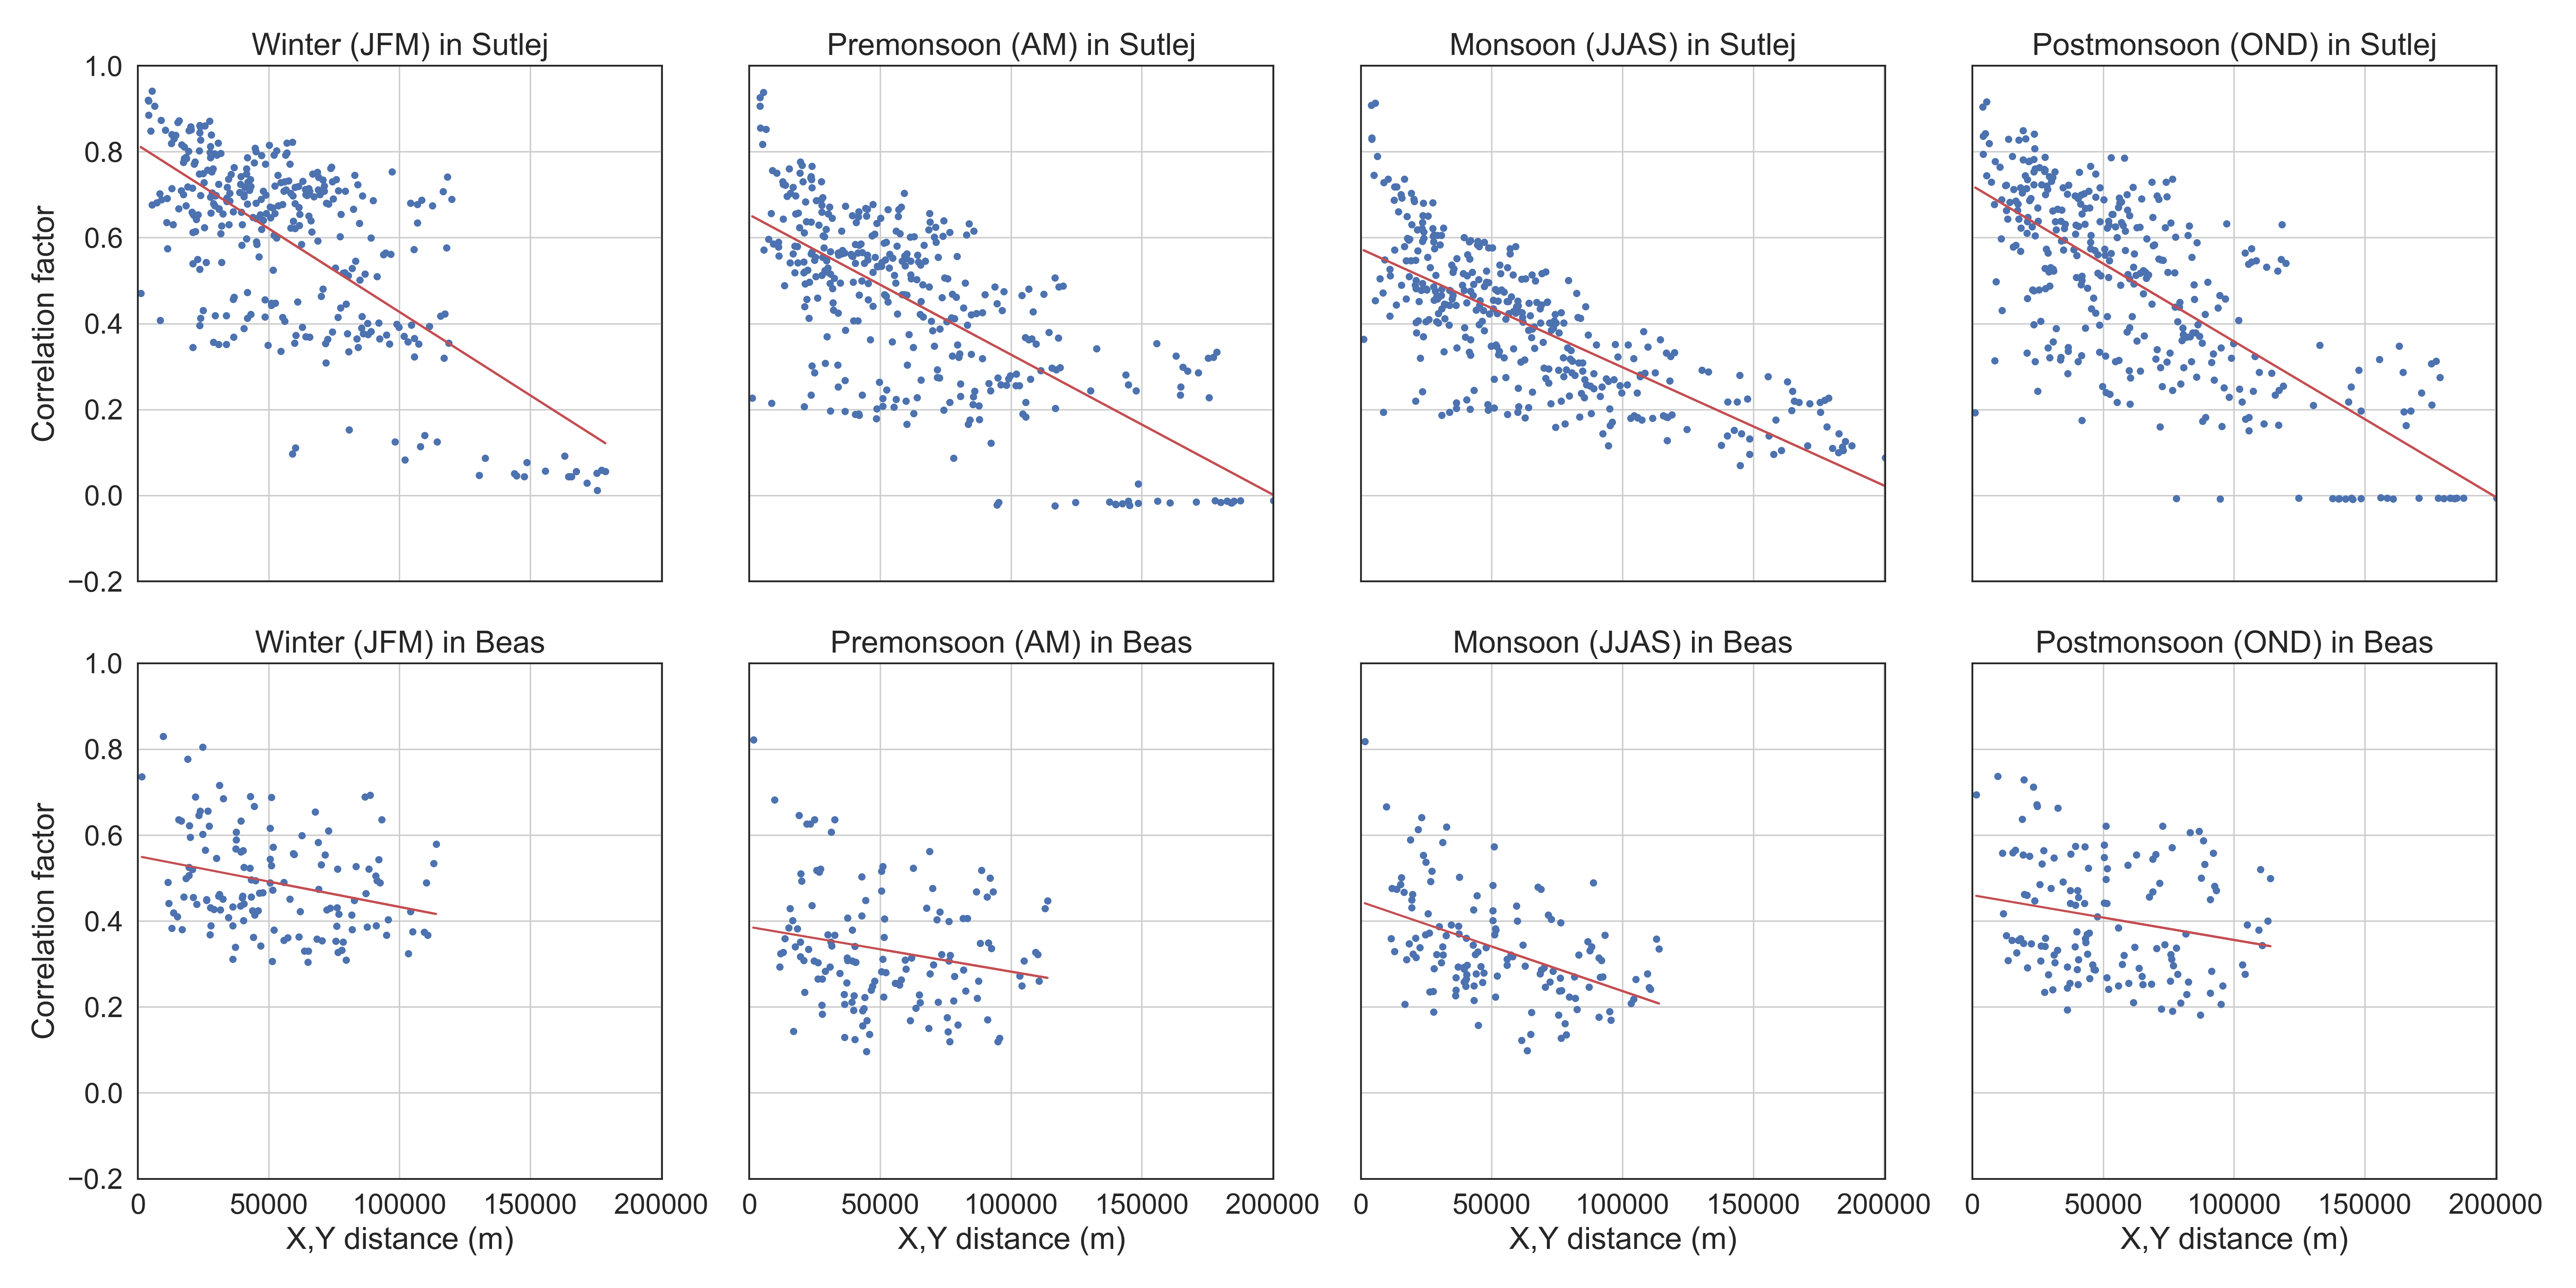 Winter (JFM) in Sutlej
Premonsoon (AM) in Sutlej
Monsoon (JJAS) in Sutlej
Postmonsoon (OND) in Sutlej
1.0
0.8
0.6
0.4
0.2
0.0
−0.2
Correlation factor
Winter (JFM) in Beas
Premonsoon (AM) in Beas
Monsoon (JJAS) in Beas
Postmonsoon (OND) in Beas
1.0
0.8
0.6
0.4
0.2
0.0
−0.2
Correlation factor
0 50000 100000 150000 200000
0 50000 100000 150000 200000
0 50000 100000 150000 200000
0 50000 100000 150000 200000
X,Y distance (m)
X,Y distance (m)
X,Y distance (m)
X,Y distance (m)